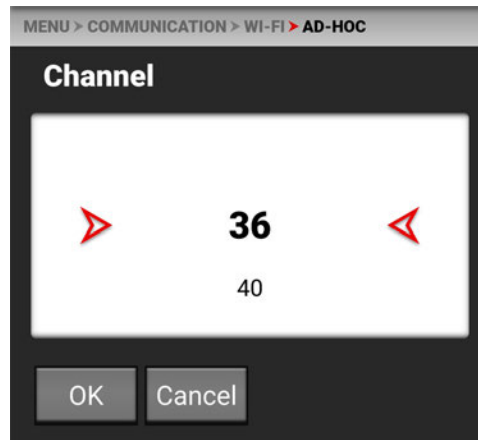 MENU > COMMUNICATION > WI-FI > AD-HOC
Channel
36
40
OK Cancel